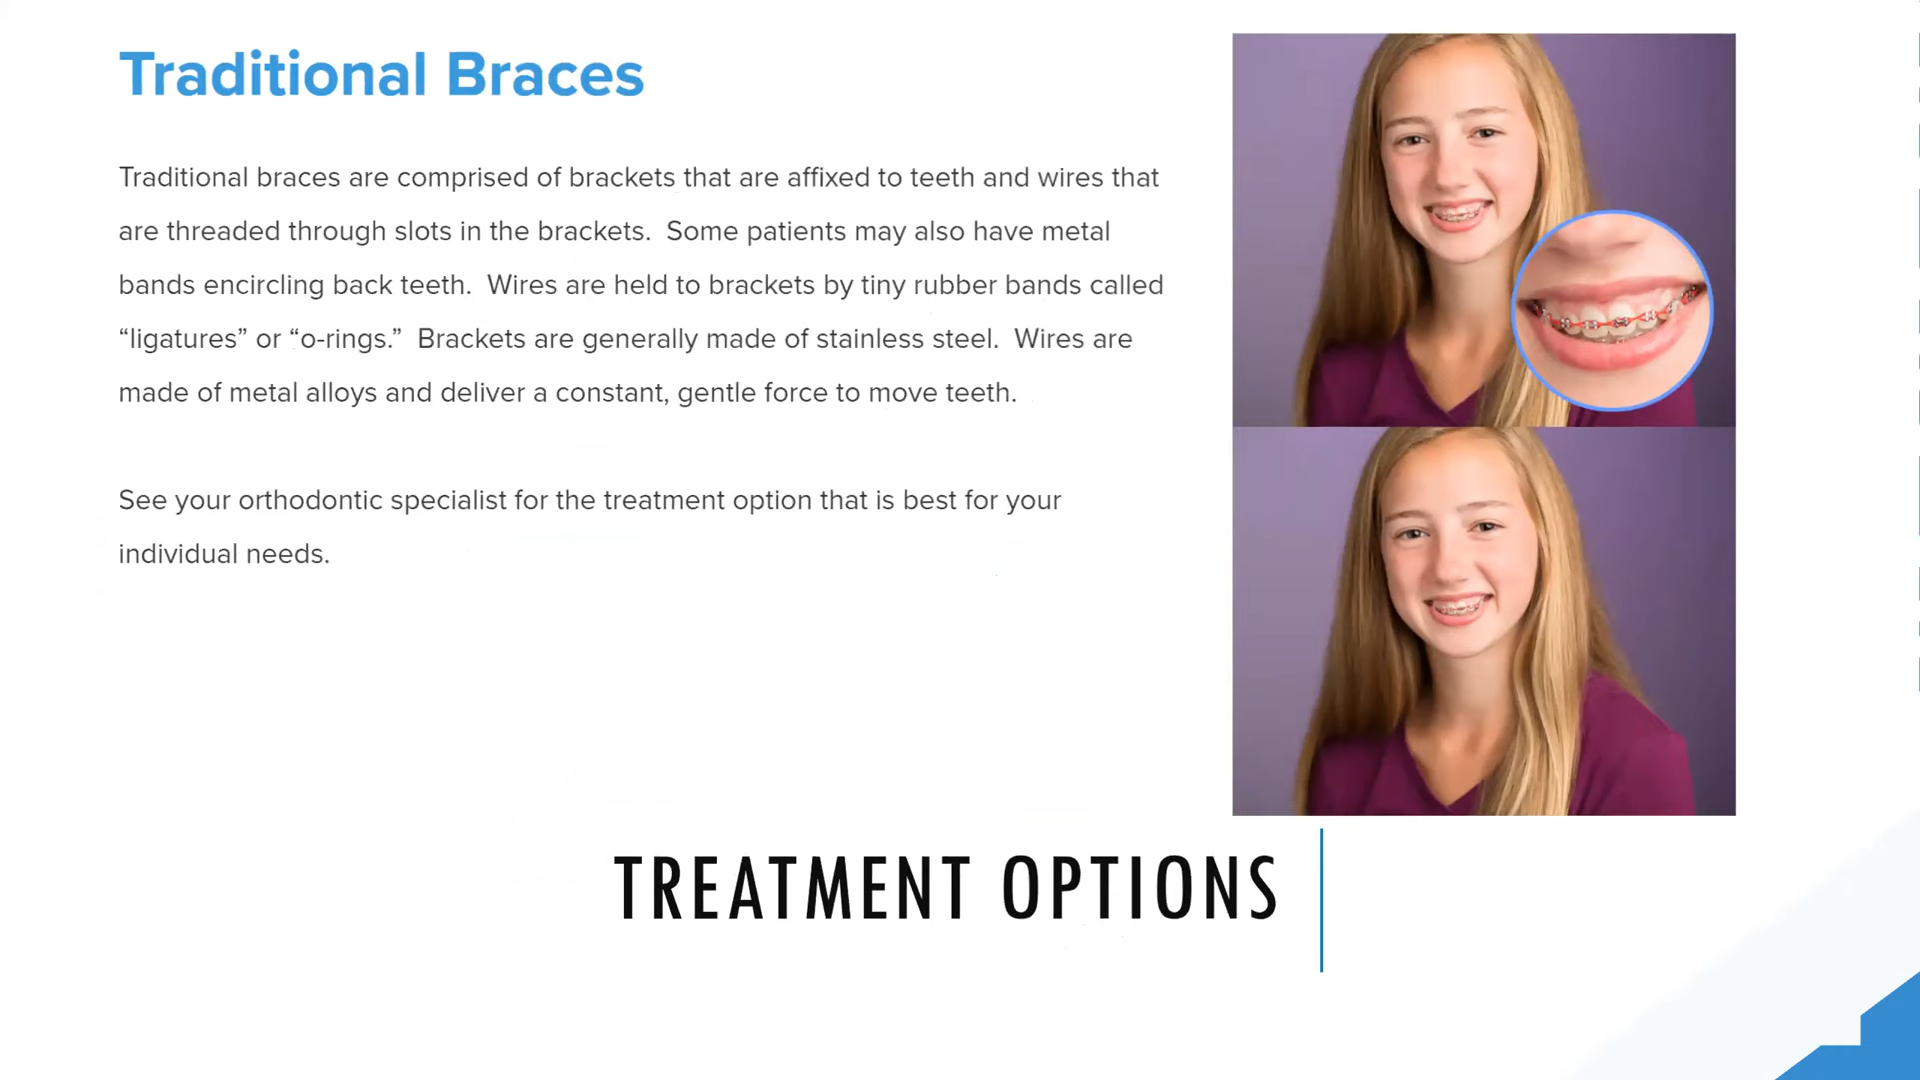 Traditional Braces
Traditional braces are comprised of brackets that are affixed to teeth and wires that
are threaded through slots in the brackets.  Some patients may also have metal
bands encircling back teeth.  Wires are held to brackets by tiny rubber bands called
“ligatures” or “o-rings.”  Brackets are generally made of stainless steel.  Wires are
made of metal alloys and deliver a constant, gentle force to move teeth.
See your orthodontic specialist for the treatment option that is best for your
individual needs.
TREATMENT OPTIONS